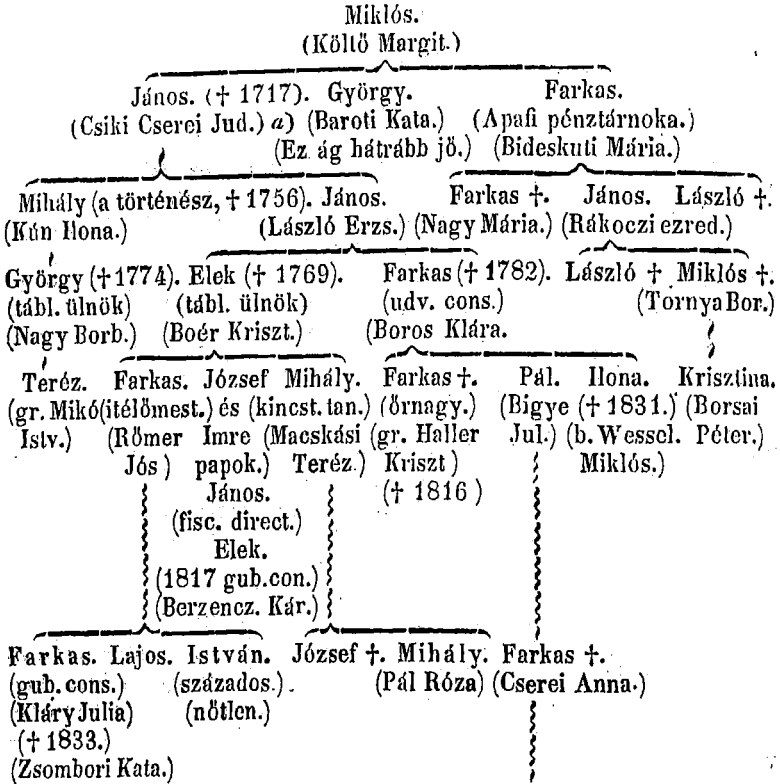 Miklós.
(Költö Margit.)
János. († 1717). György. Farkas.
(Csiki Cserei Jud.) a) (Baroti Kata.) (Apafi pénztárnoka.)
(Ez ág hátrább jö.) (Bideskuti Mária.)
Mihály (a történész, † 1756). János. Farkas †. János. László †.
(Kún Ilona.) (László Erzs.) (Nagy Mária.) (Rákoczi ezred.)
György (†1774). Elek († 1769). Farkas († 1782). László † Miklós †.
(tábl. ülnök) (tábl. ülnök) (udv. cons.) (Tornya Bor.)
(Nagy Borb.) (Boér Kriszt.) (Boros Klára.
Teréz. Farkas. József Mihály. Farkas †. Pál. Ilona. Krisztina.
(gr. Mikó (itélömest.) és (kincst. tan.) (örnagy.) (Bigye († 1831.) (Borsai
Istv.) (Römer Imre (Macskási (gr. Haller Jul.) (b. Wessel. Péter.)
Jós) papok.) Teréz.) Kriszt) Miklós.)
János. († 1816)
(fisc. direct.)
Elek.
(1817 gub.con.)
(Berzencz. Kár.)
Farkas. Lajos. István. József †. Mihály. Farkas †.
(gub. cons.) (százados.) (Pál Róza) (Cserei Anna.)
(Kláry Julia) (nötlen.)
(† 1833.)
(Zsombori Kata.)